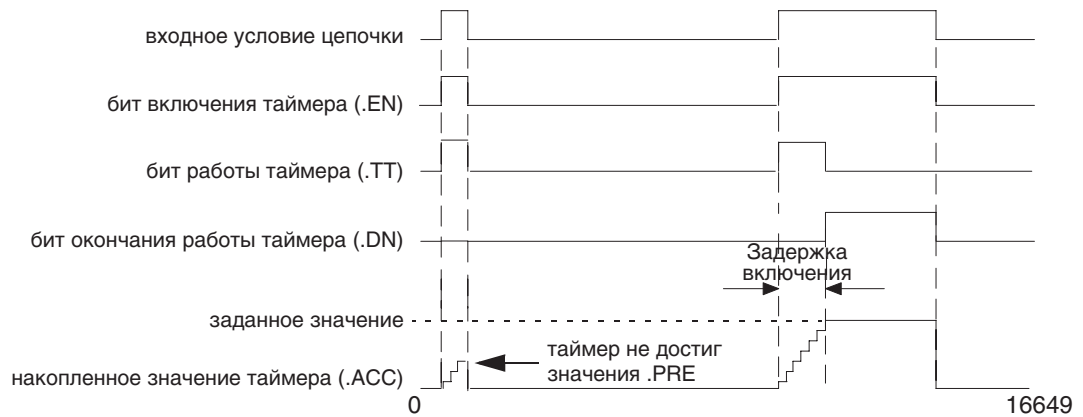 входное условие цепочки
бит включения таймера (.EN)
бит работы таймера (.TT)
бит окончания работы таймера (.DN)
Задержка
включения
заданное значение
таймер не достиг
значения .PRE
накопленное значение таймера (.ACC)
0
16649